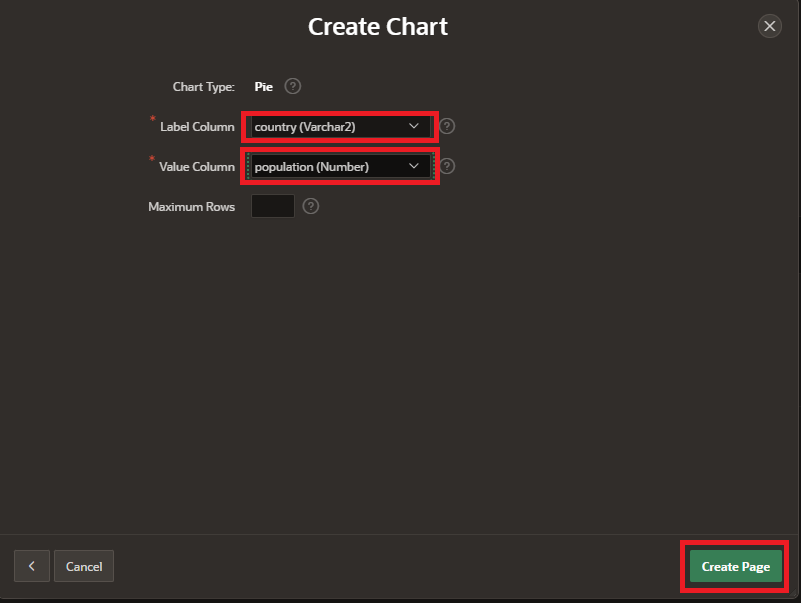 Create Chart
Chart Type: Pie ?
* Label Column country (Varchar2) ?
* Value Column population (Number) ?
Maximum Rows ?
Cancel
Create Page